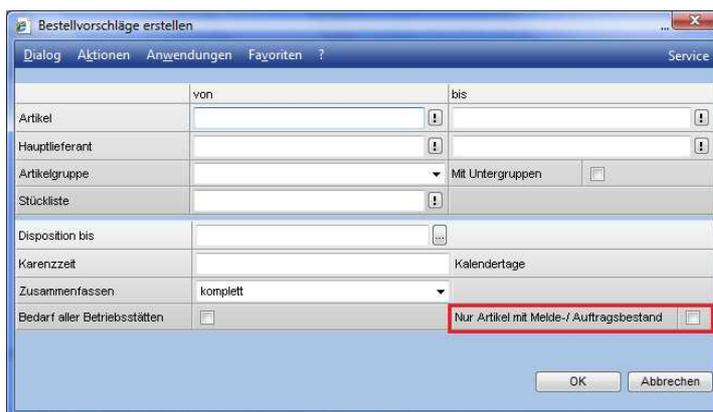 Bestellvorschläge erstellen
Dialog Aktionen Anwendungen Favoriten ? Service
von bis
Artikel
Hauptlieferant
Artikelgruppe Mit Untergruppen
Stückliste
Disposition bis ...
Karenzzeit Kalendertage
Zusammenfassen komplett
Bedarf aller Betriebsstätten Nur Artikel mit Melde-/ Auftragsbestand
OK Abbrechen